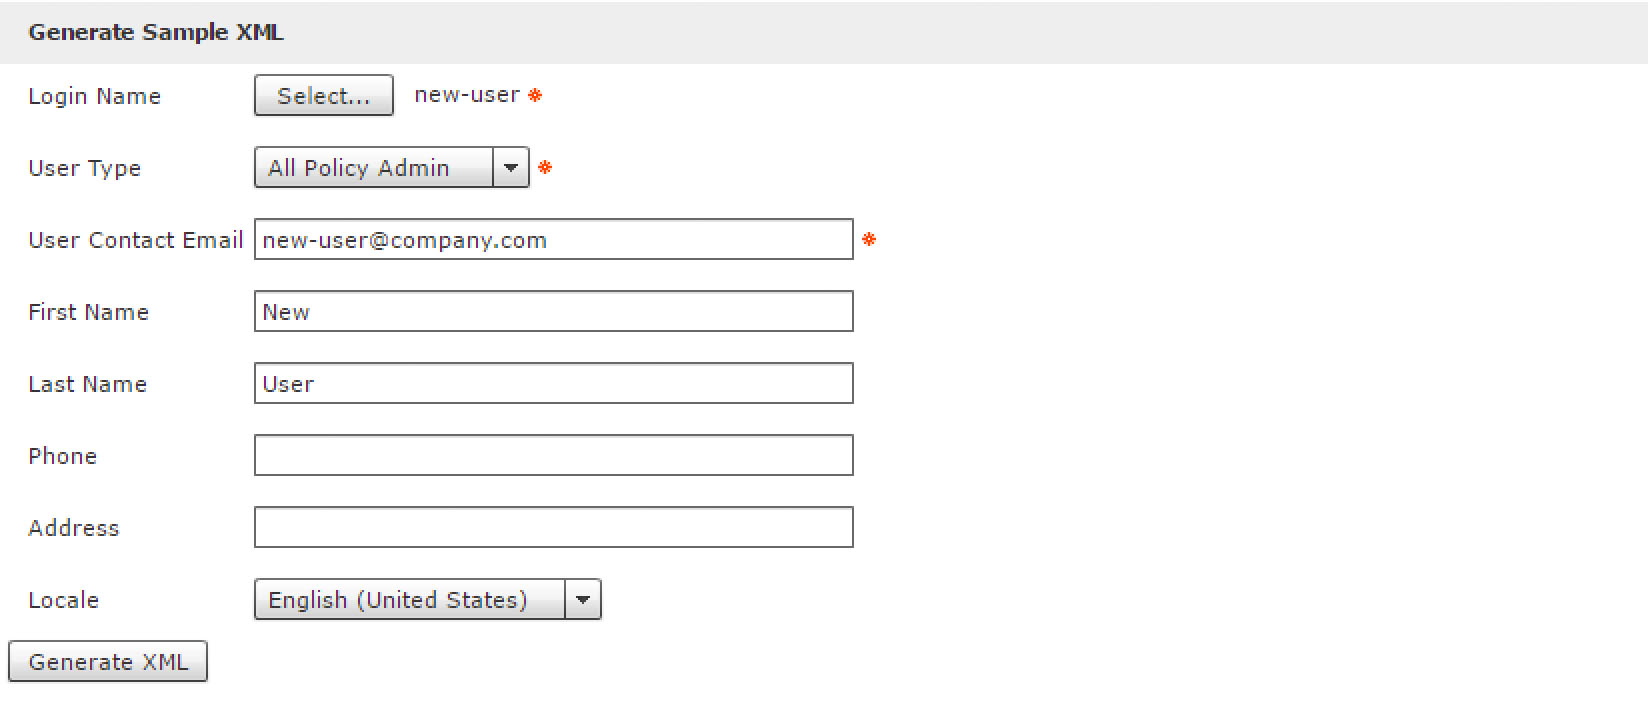 Generate Sample XML
Login Name Select... new-user *
User Type All Policy Admin *
User Contact Email new-user@company.com *
First Name New
Last Name User
Phone
Address
Locale English (United States)
Generate XML